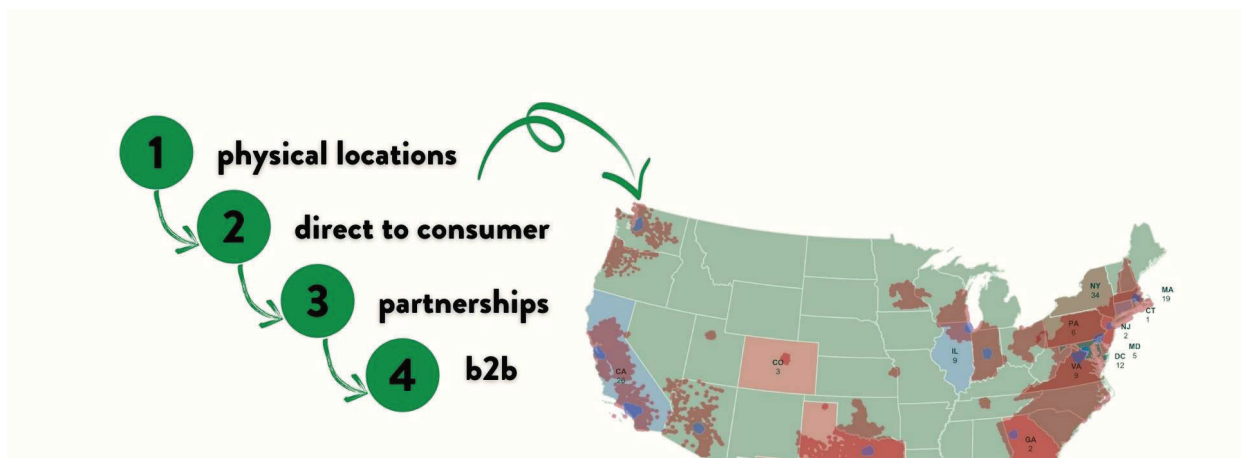 1 physical locations
2 direct to consumer
3 partnerships
4 b2b
NY
34
MA
19
CT
1
PA
6
NJ
2
MD
5
DC
12
VA
9
IL
9
CO
3
CA
26
GA
2